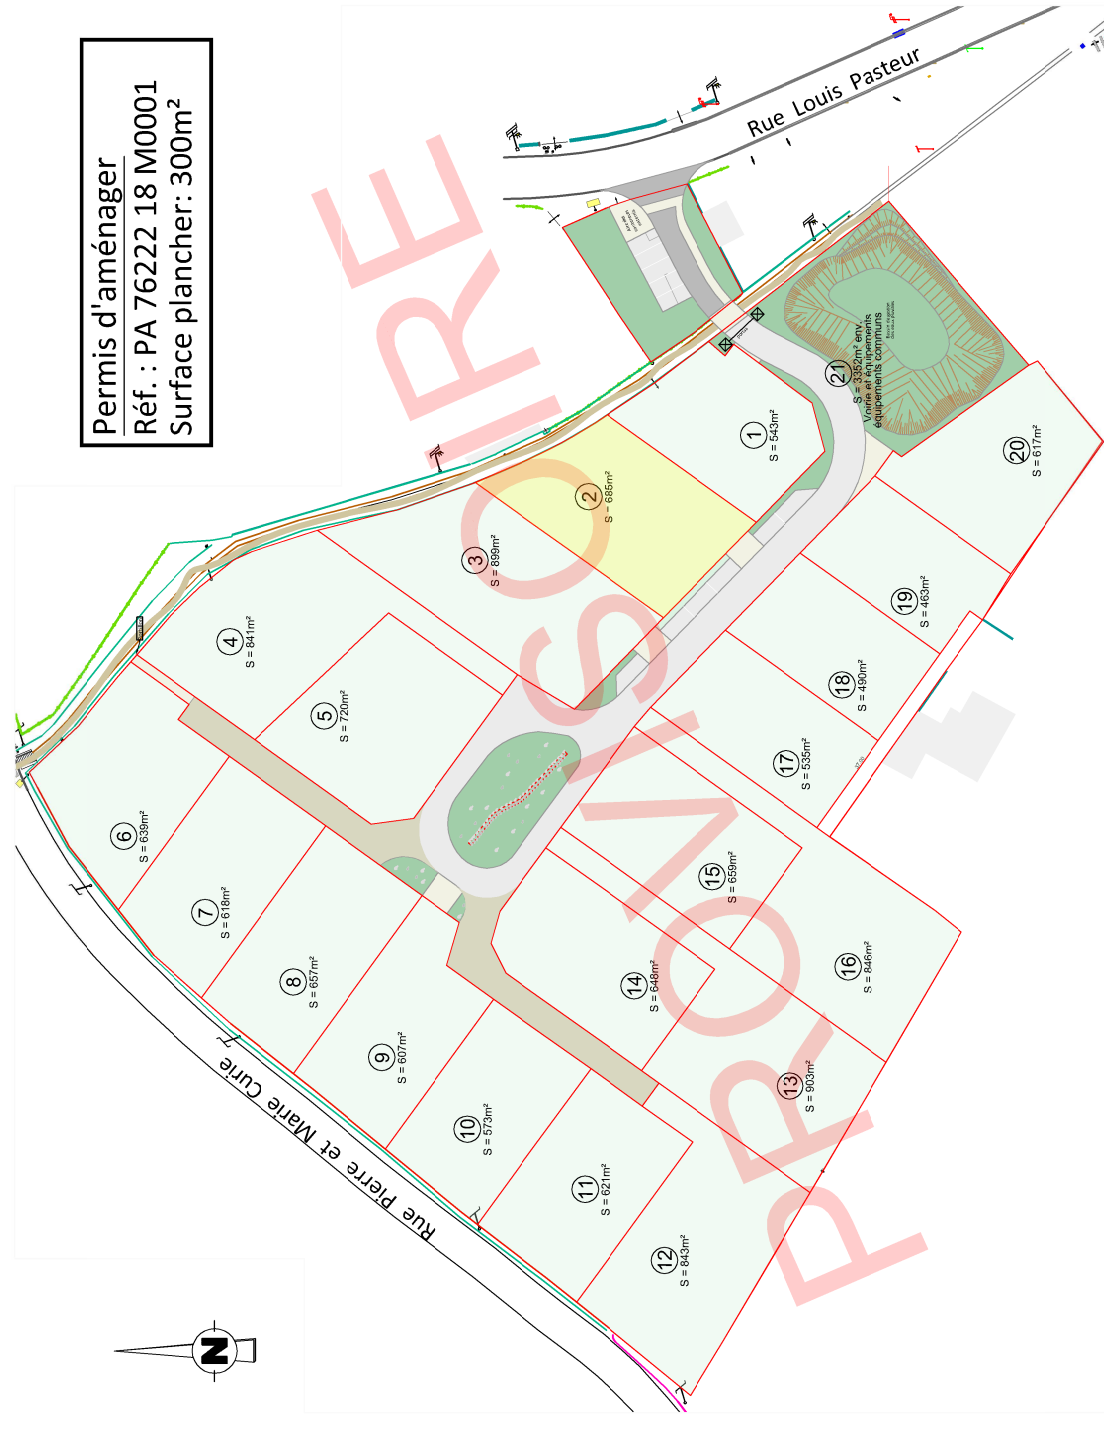 Permis d'aménager
Réf. : PA 76222 18 M0001
Surface plancher: 300m²
Rue Louis Pasteur
Rue Pierre et Marie Curie
PROVISOIRE
1
S = 543m²
2
S = 685m²
3
S = 899m²
4
S = 841m²
5
S = 720m²
6
S = 639m²
7
S = 618m²
8
S = 657m²
9
S = 607m²
10
S = 573m²
11
S = 621m²
12
S = 843m²
13
S = 903m²
14
S = 648m²
15
S = 659m²
16
S = 846m²
17
S = 535m²
18
S = 490m²
19
S = 463m²
20
S = 617m²
21
S = 3352m² env.
Voirie et équipements
équipements communs
N